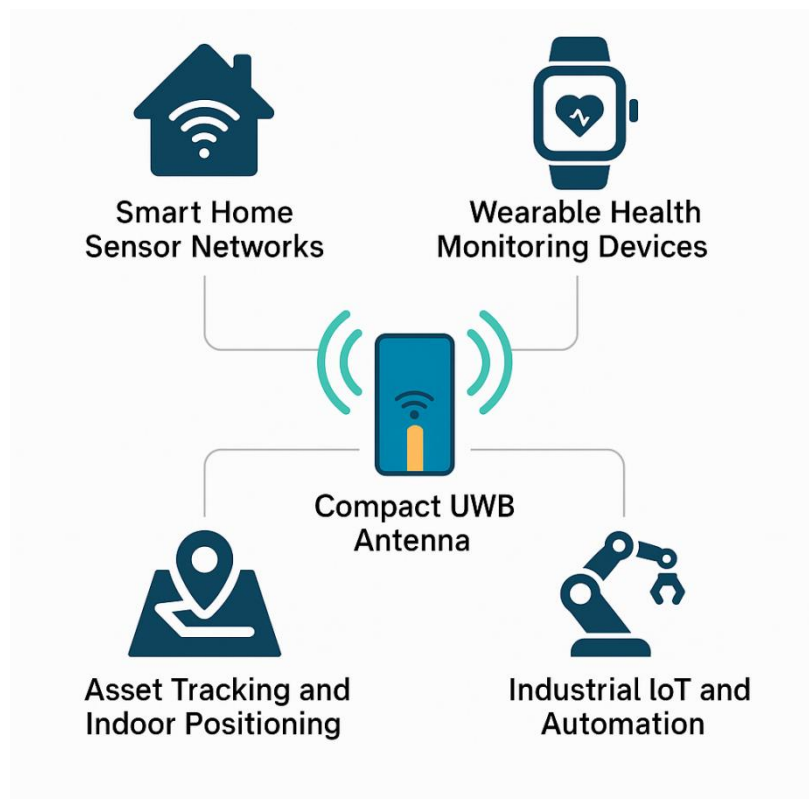 Smart Home
Sensor Networks
Wearable Health
Monitoring Devices
Compact UWB
Antenna
Asset Tracking and
Indoor Positioning
Industrial IoT and
Automation